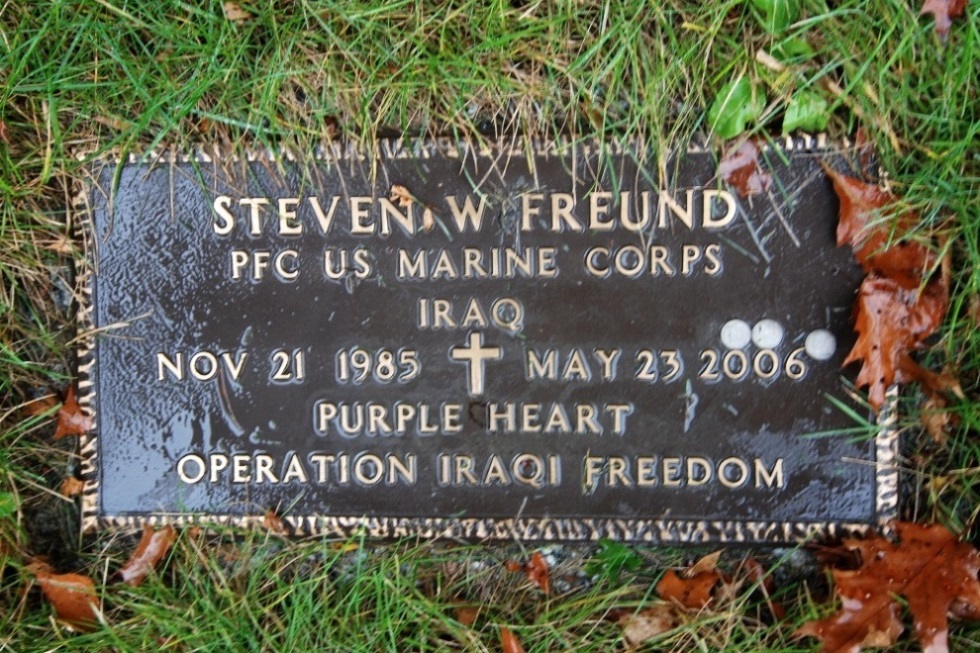 STEVEN W FREUND
PFC US MARINE CORPS
IRAQ
NOV 21 1985 MAY 23 2006
PURPLE HEART
OPERATION IRAQI FREEDOM